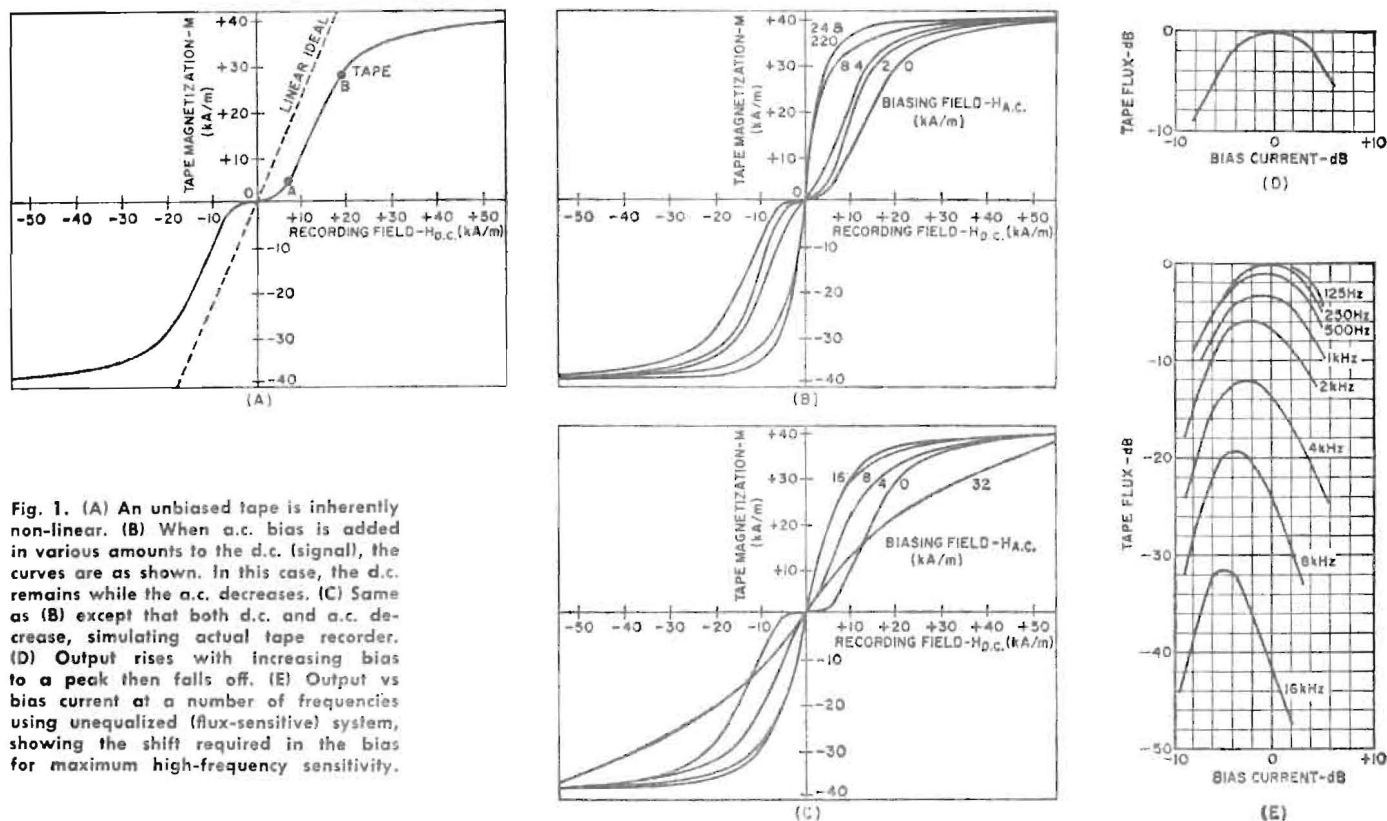 TAPE MAGNETIZATION-M
(kA/m)
+40
+30
+20
+10
0
LINEAR IDEAL
TAPE
B
A
-50 -40 -30 -20 -10
+10 +20 +30 +40 +50
RECORDING FIELD-HD.C.(kA/m)
-10
-20
-30
-40
(A)
TAPE MAGNETIZATION-M
(kA/m)
+40
+30
+20
+10
0
24 8
220
8 4 2 0
BIASING FIELD-HA.C.
(kA/m)
-50 -40 -30 -20 -10
+10 +20 +30 +40 +50
RECORDING FIELD-HD.C.(kA/m)
-10
-20
-30
-40
(B)
TAPE MAGNETIZATION-M
(kA/m)
+40
+30
+20
+10
16 8 4 0 32
BIASING FIELD-HA.C.
(kA/m)
-50 -40 -30 -20 -10 0
+10 +20 +30 +40 +50
RECORDING FIELD-HD.C.(kA/m)
-10
-20
-30
-40
(C)
TAPE FLUX-dB
0
-10
-10 0 +10
BIAS CURRENT-dB
(D)
TAPE FLUX-dB
0
-10
-20
-30
-40
-50
125Hz
250Hz
500Hz
1kHz
2kHz
4kHz
8kHz
16kHz
-10 0 +10
BIAS CURRENT-dB
(E)
Fig. 1. (A) An unbiased tape is inherently
non-linear. (B) When a.c. bias is added
in various amounts to the d.c. (signal), the
curves are as shown. In this case, the d.c.
remains while the a.c. decreases. (C) Same
as (B) except that both d.c. and a.c. de-
crease, simulating actual tape recorder.
(D) Output rises with increasing bias
to a peak then falls off. (E) Output vs
bias current at a number of frequencies
using unequalized (flux-sensitive) system,
showing the shift required in the bias
for maximum high-frequency sensitivity.